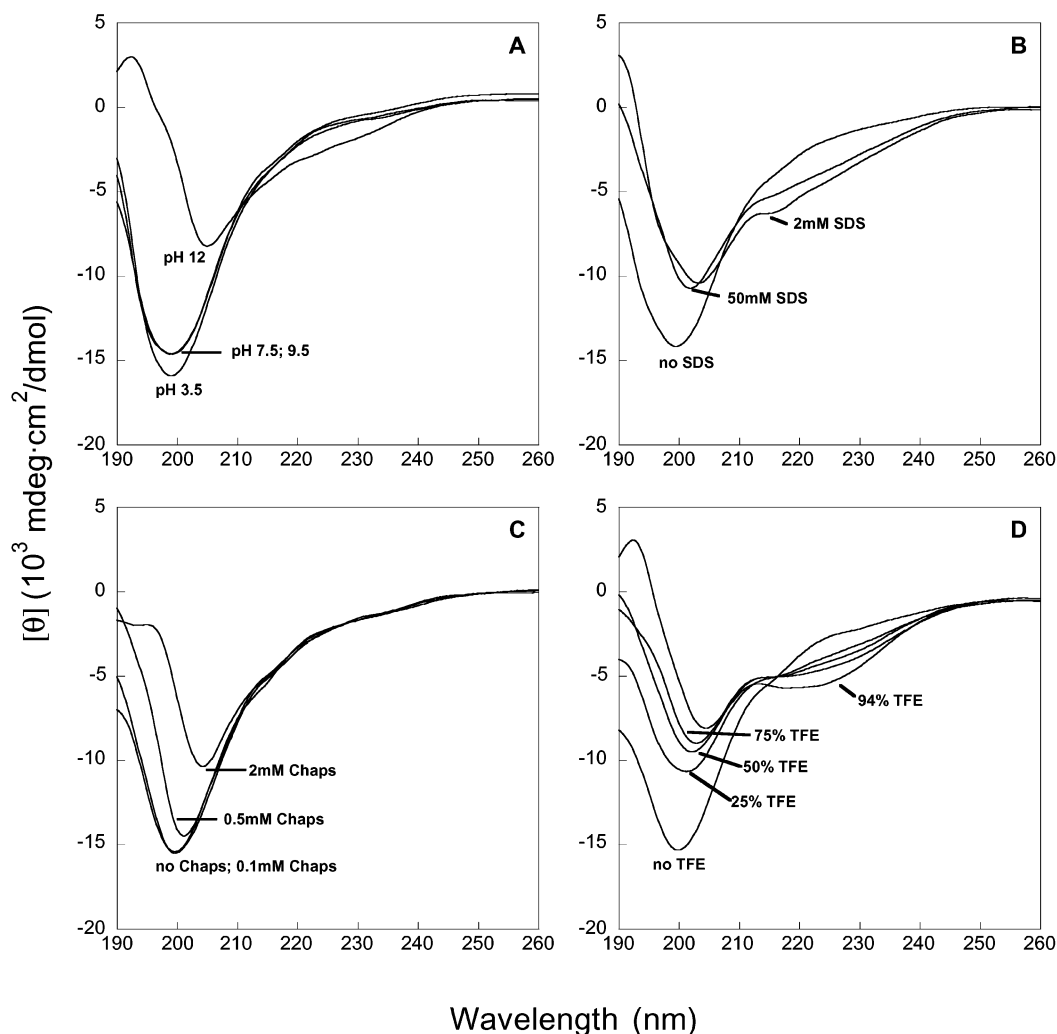 A
5
0
-5
-10
-15
-20
190 200 210 220 230 240 250 260
pH 12
pH 7.5; 9.5
pH 3.5
B
5
0
-5
-10
-15
-20
190 200 210 220 230 240 250 260
2mM SDS
50mM SDS
no SDS
C
5
0
-5
-10
-15
-20
190 200 210 220 230 240 250 260
2mM Chaps
0.5mM Chaps
no Chaps; 0.1mM Chaps
D
5
0
-5
-10
-15
-20
190 200 210 220 230 240 250 260
94% TFE
75% TFE
50% TFE
25% TFE
no TFE
[θ] (10³ mdeg·cm²/dmol)
Wavelength (nm)